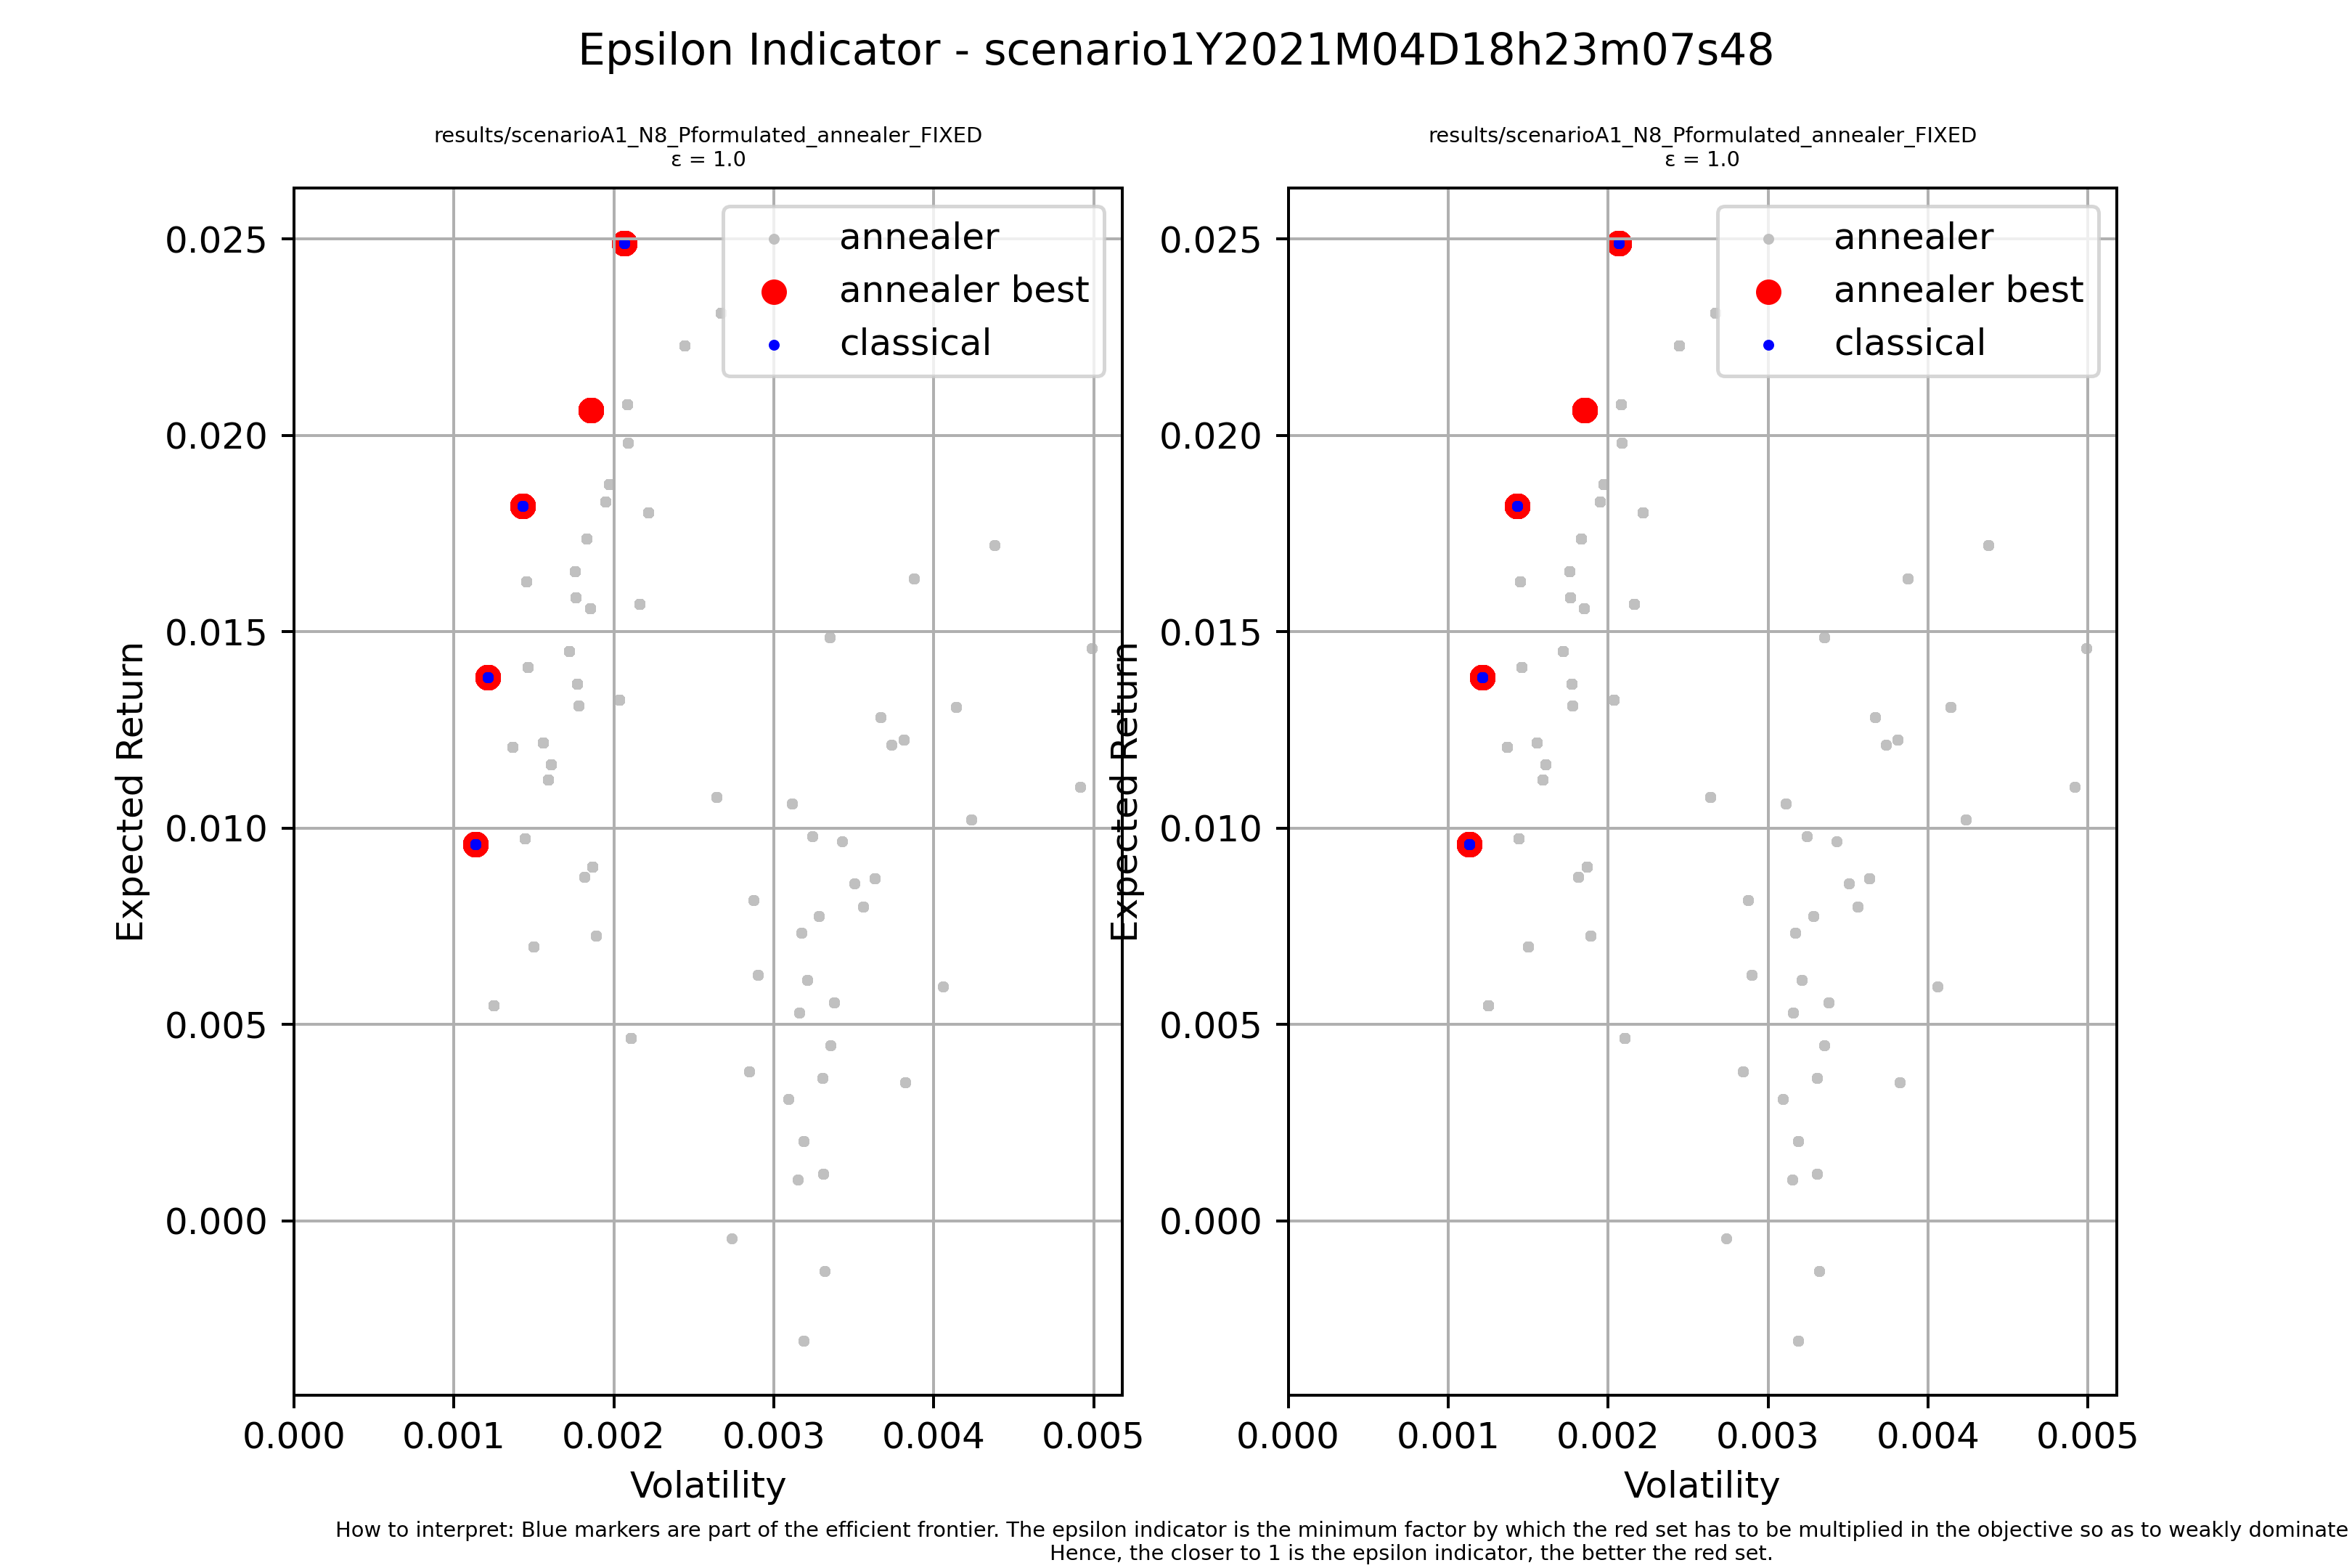 Epsilon Indicator - scenario1Y2021M04D18h23m07s48
results/scenarioA1_N8_Pformulated_annealer_FIXED
ε = 1.0
annealer
annealer best
classical
0.025
0.020
0.015
0.010
0.005
0.000
Expected Return
0.000 0.001 0.002 0.003 0.004 0.005
Volatility
results/scenarioA1_N8_Pformulated_annealer_FIXED
ε = 1.0
annealer
annealer best
classical
0.025
0.020
0.015
0.010
0.005
0.000
Expected Return
0.000 0.001 0.002 0.003 0.004 0.005
Volatility
How to interpret: Blue markers are part of the efficient frontier. The epsilon indicator is the minimum factor by which the red set has to be multiplied in the objective so as to weakly dominate
Hence, the closer to 1 is the epsilon indicator, the better the red set.